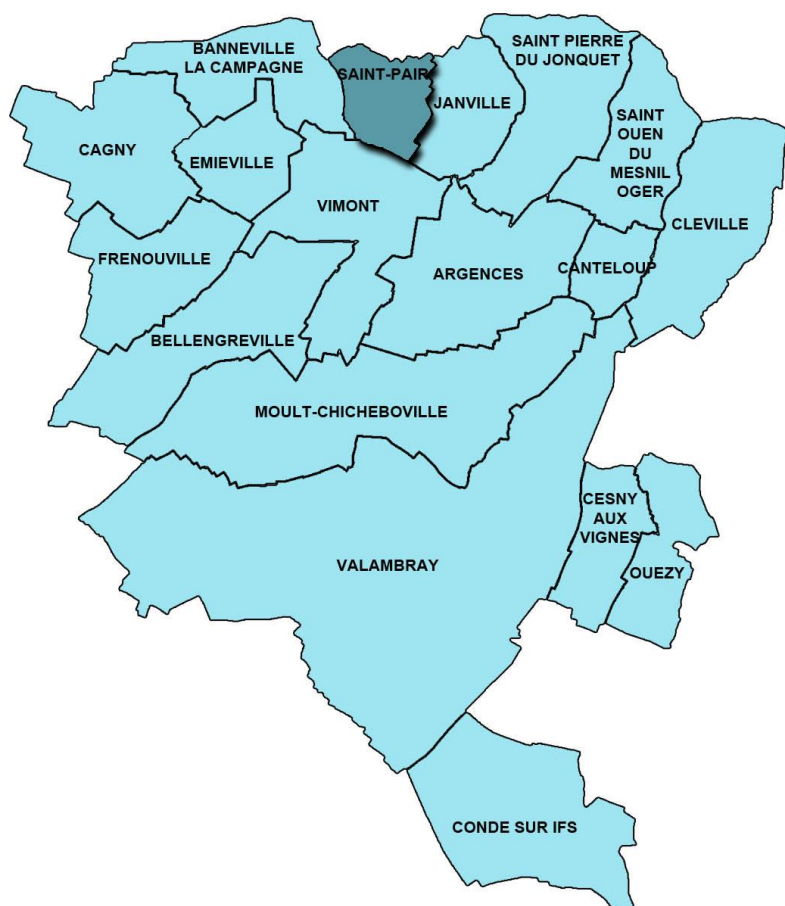 BANNEVILLE
LA CAMPAGNE
SAINT-PAIR
SAINT PIERRE
DU JONQUET
JANVILLE
SAINT
OUEN
DU
MESNIL
OGER
CAGNY
EMIEVILLE
VIMONT
CLEVILLE
FRENOUVILLE
ARGENCES
CANTELOUP
BELLENGREVILLE
MOULT-CHICHEBOVILLE
CESNY
AUX
VIGNES
VALAMBRAY
OUEZY
CONDE SUR IFS